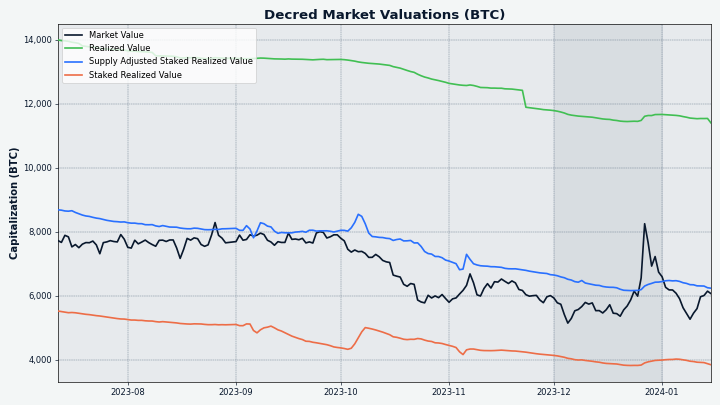 Decred Market Valuations (BTC)
Market Value
Realized Value
Supply Adjusted Staked Realized Value
Staked Realized Value
Capitalization (BTC)
14,000
12,000
10,000
8,000
6,000
4,000
2023-08
2023-09
2023-10
2023-11
2023-12
2024-01